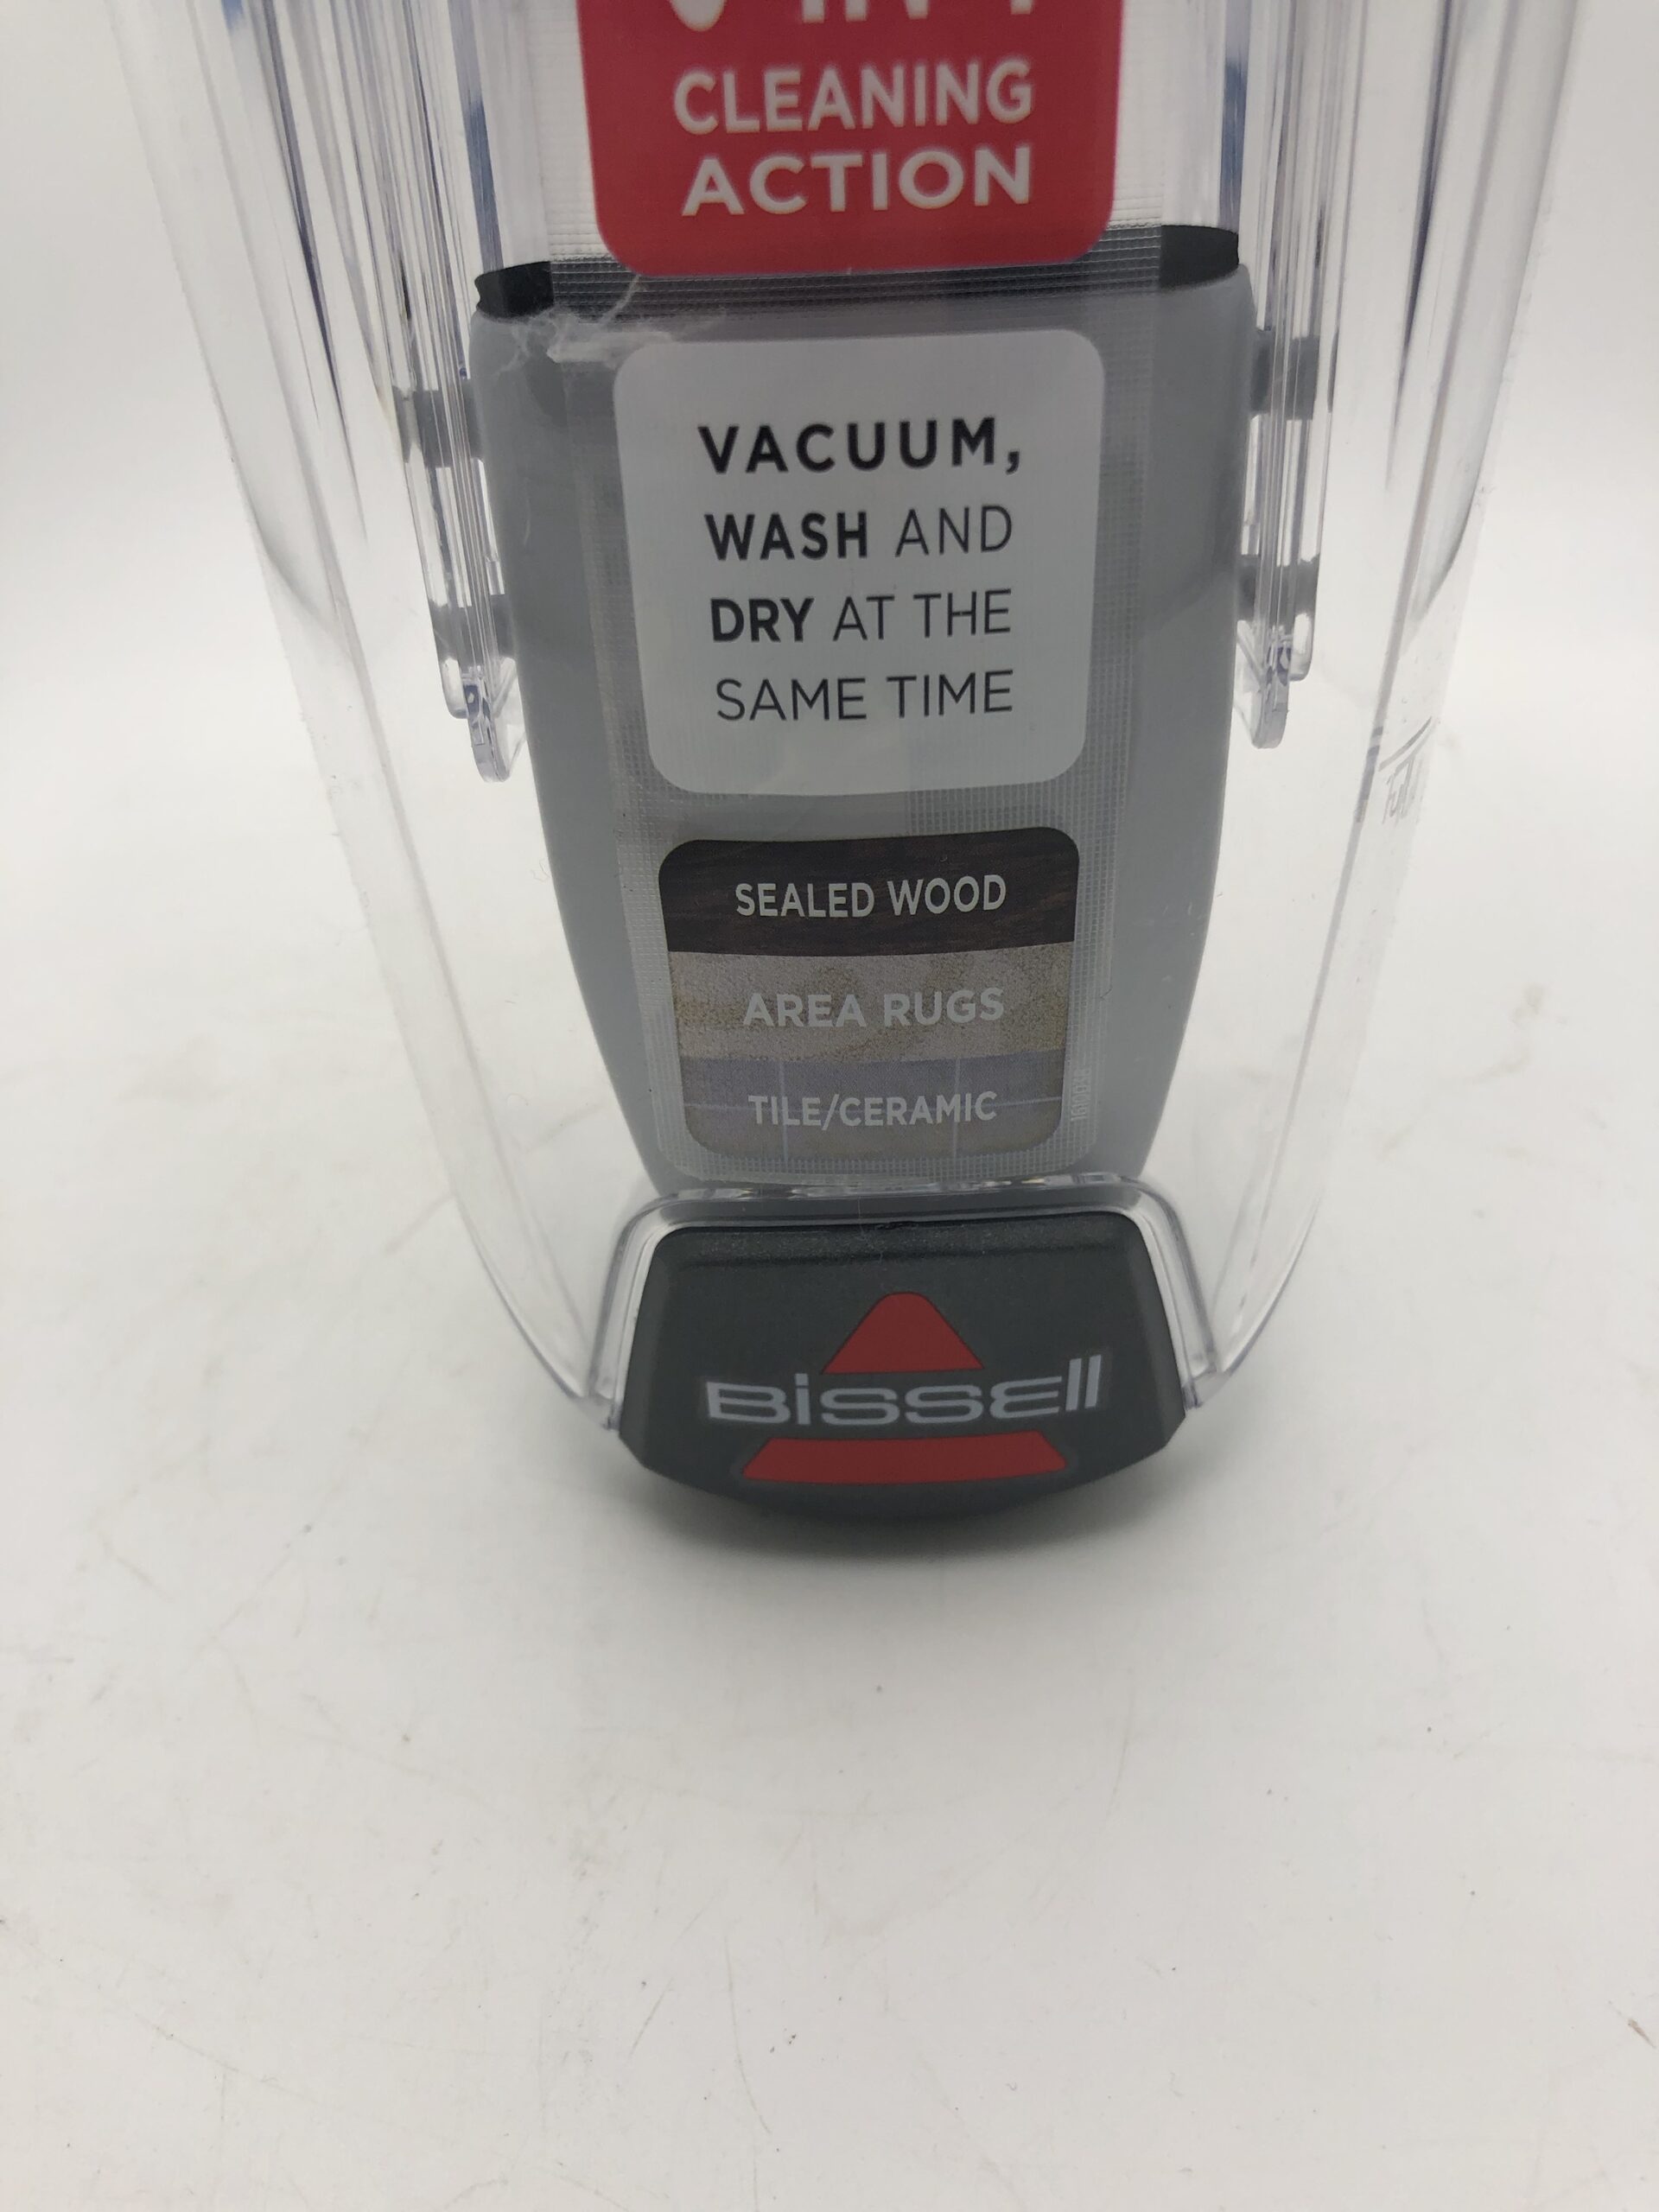 CLEANING
ACTION
VACUUM,
WASH AND
DRY AT THE
SAME TIME
SEALED WOOD
AREA RUGS
TILE/CERAMIC
BISSELL